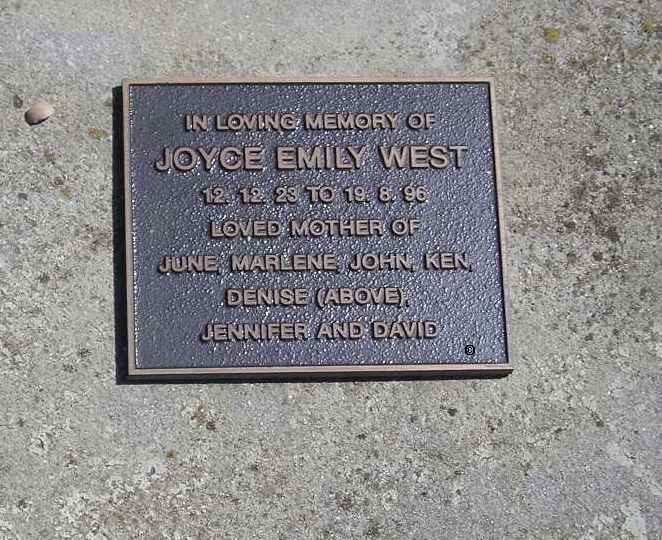 IN LOVING MEMORY OF
JOYCE EMILY WEST
12. 12. 23 TO 19. 8. 96
LOVED MOTHER OF
JUNE, MARLENE, JOHN, KEN,
DENISE (ABOVE),
JENNIFER AND DAVID